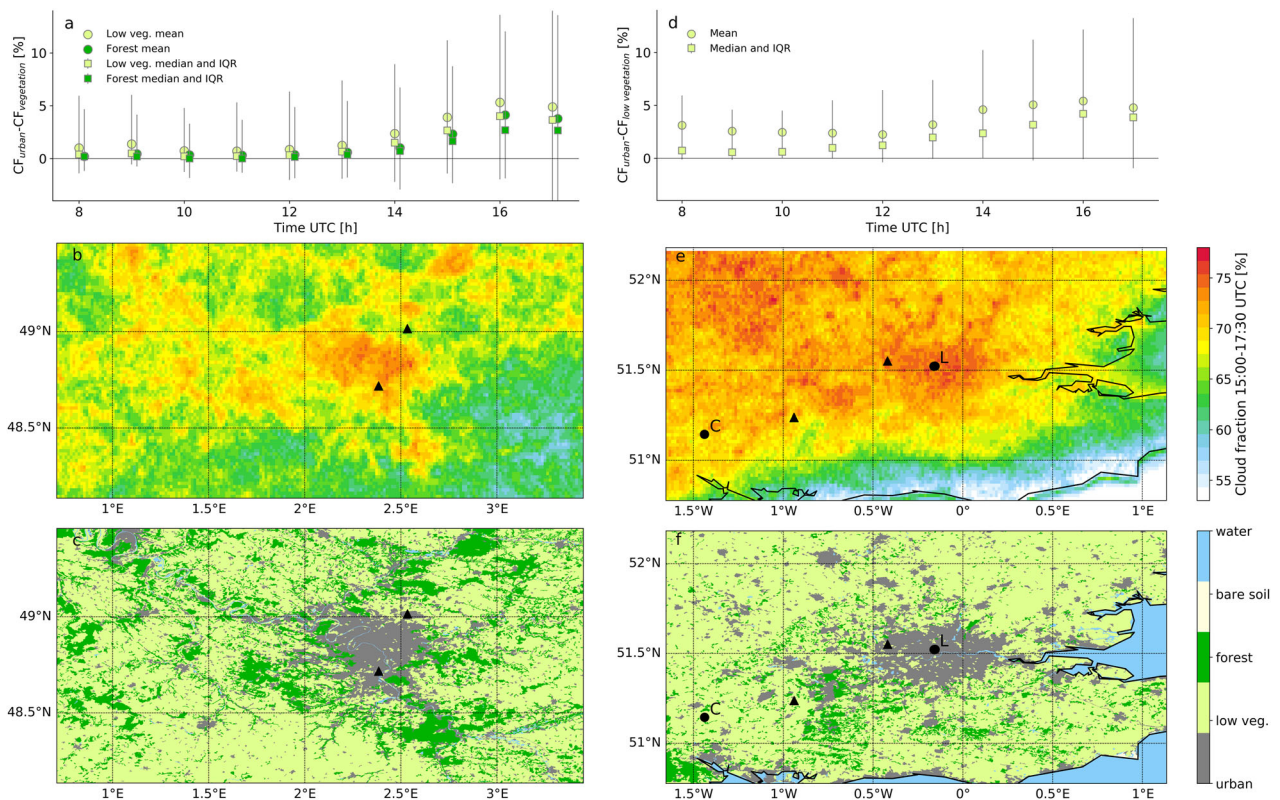 a
CF_urban-CF_vegetation [%]
10
5
0
Low veg. mean
Forest mean
Low veg. median and IQR
Forest median and IQR
8
10
12
14
16
Time UTC [h]
d
CF_urban-CF_low vegetation [%]
10
5
0
Mean
Median and IQR
8
10
12
14
16
Time UTC [h]
b
49°N
48.5°N
1°E
1.5°E
2°E
2.5°E
3°E
e
52°N
51.5°N
51°N
L
C
1.5°W
1°W
0.5°W
0°
0.5°E
1°E
75
70
65
60
55
Cloud fraction 15:00-17:30 UTC [%]
c
49°N
48.5°N
1°E
1.5°E
2°E
2.5°E
3°E
f
52°N
51.5°N
51°N
L
C
1.5°W
1°W
0.5°W
0°
0.5°E
1°E
water
bare soil
forest
low veg.
urban